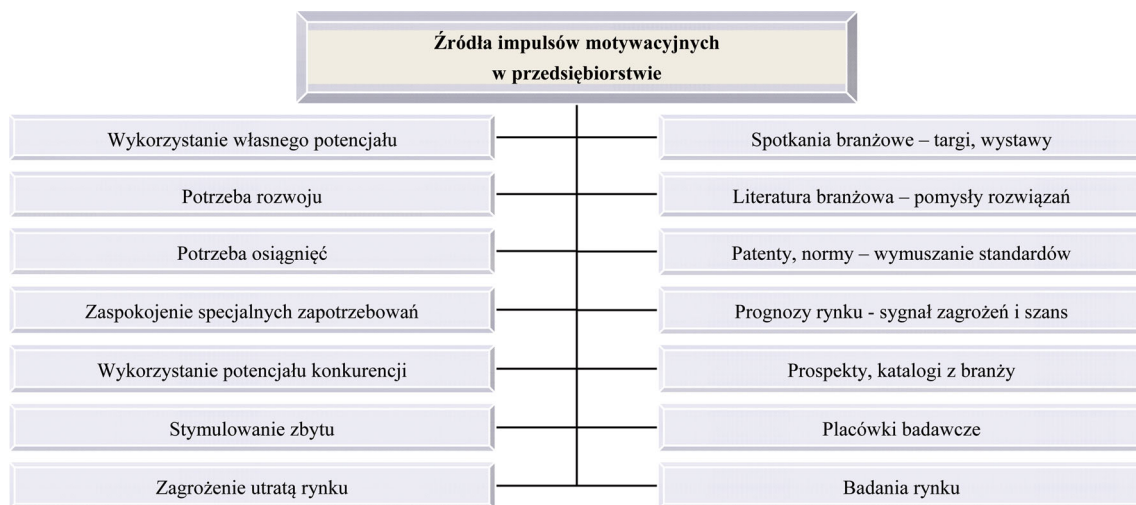 Źródła impulsów motywacyjnych
w przedsiębiorstwie
Wykorzystanie własnego potencjału
Potrzeba rozwoju
Potrzeba osiągnięć
Zaspokojenie specjalnych zapotrzebowań
Wykorzystanie potencjału konkurencji
Stymulowanie zbytu
Zagrożenie utratą rynku
Spotkania branżowe – targi, wystawy
Literatura branżowa – pomysły rozwiązań
Patenty, normy – wymuszanie standardów
Prognozy rynku - sygnał zagrożeń i szans
Prospekty, katalogi z branży
Placówki badawcze
Badania rynku